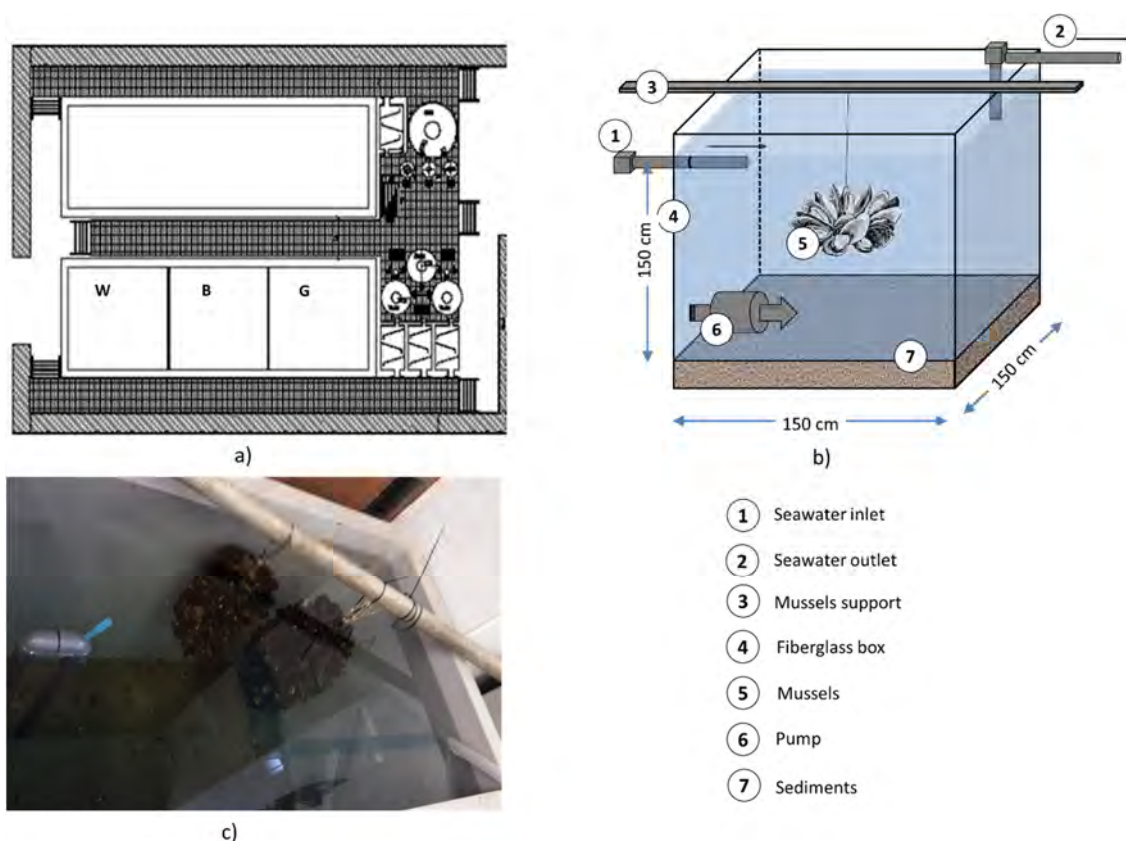 W
B
G
a)
1
2
3
4
5
6
7
150 cm
150 cm
150 cm
b)
c)
1 Seawater inlet
2 Seawater outlet
3 Mussels support
4 Fiberglass box
5 Mussels
6 Pump
7 Sediments